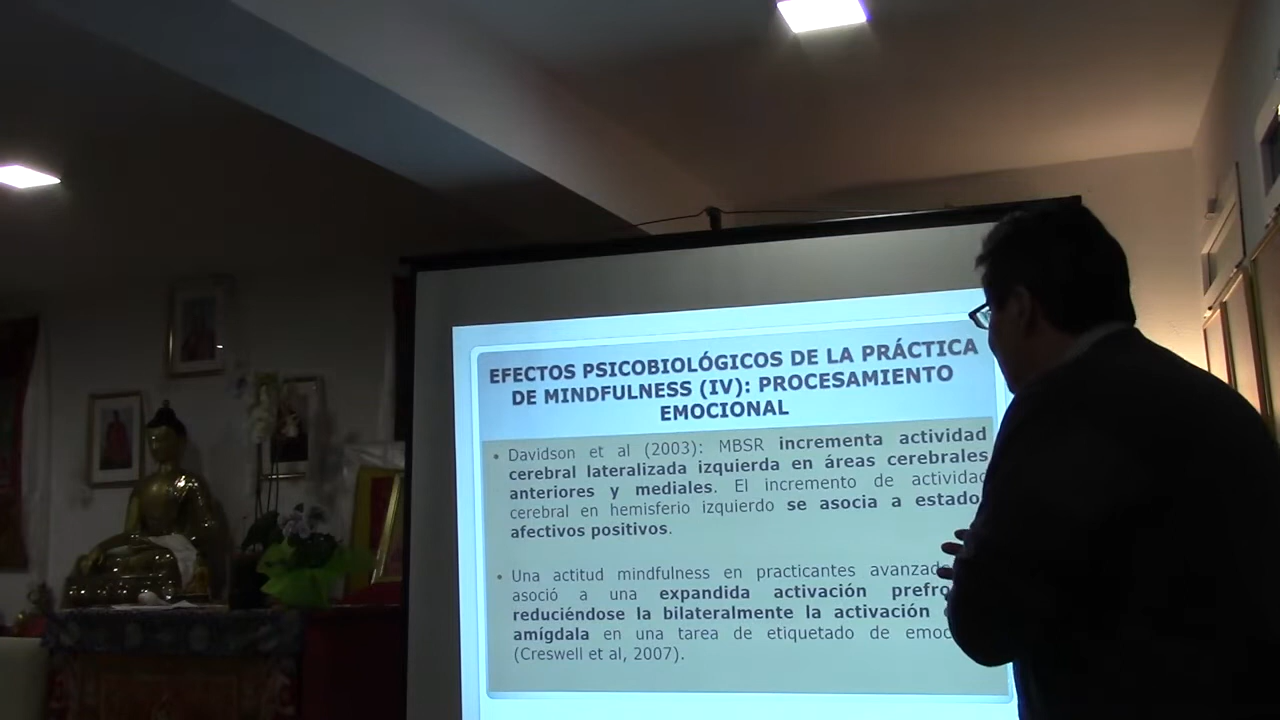 EFECTOS PSICOBIOLÓGICOS DE LA PRÁCTICA
DE MINDFULNESS (IV): PROCESAMIENTO
EMOCIONAL
• Davidson et al (2003): MBSR incrementa actividad
cerebral lateralizada izquierda en áreas cerebrales
anteriores y mediales. El incremento de actividad
cerebral en hemisferio izquierdo se asocia a estado
afectivos positivos.
• Una actitud mindfulness en practicantes
asoció a una expandida activación
reduciéndose la bilateralmente la activación
amígdala en una tarea de etiquetado de
(Creswell et al, 2007).